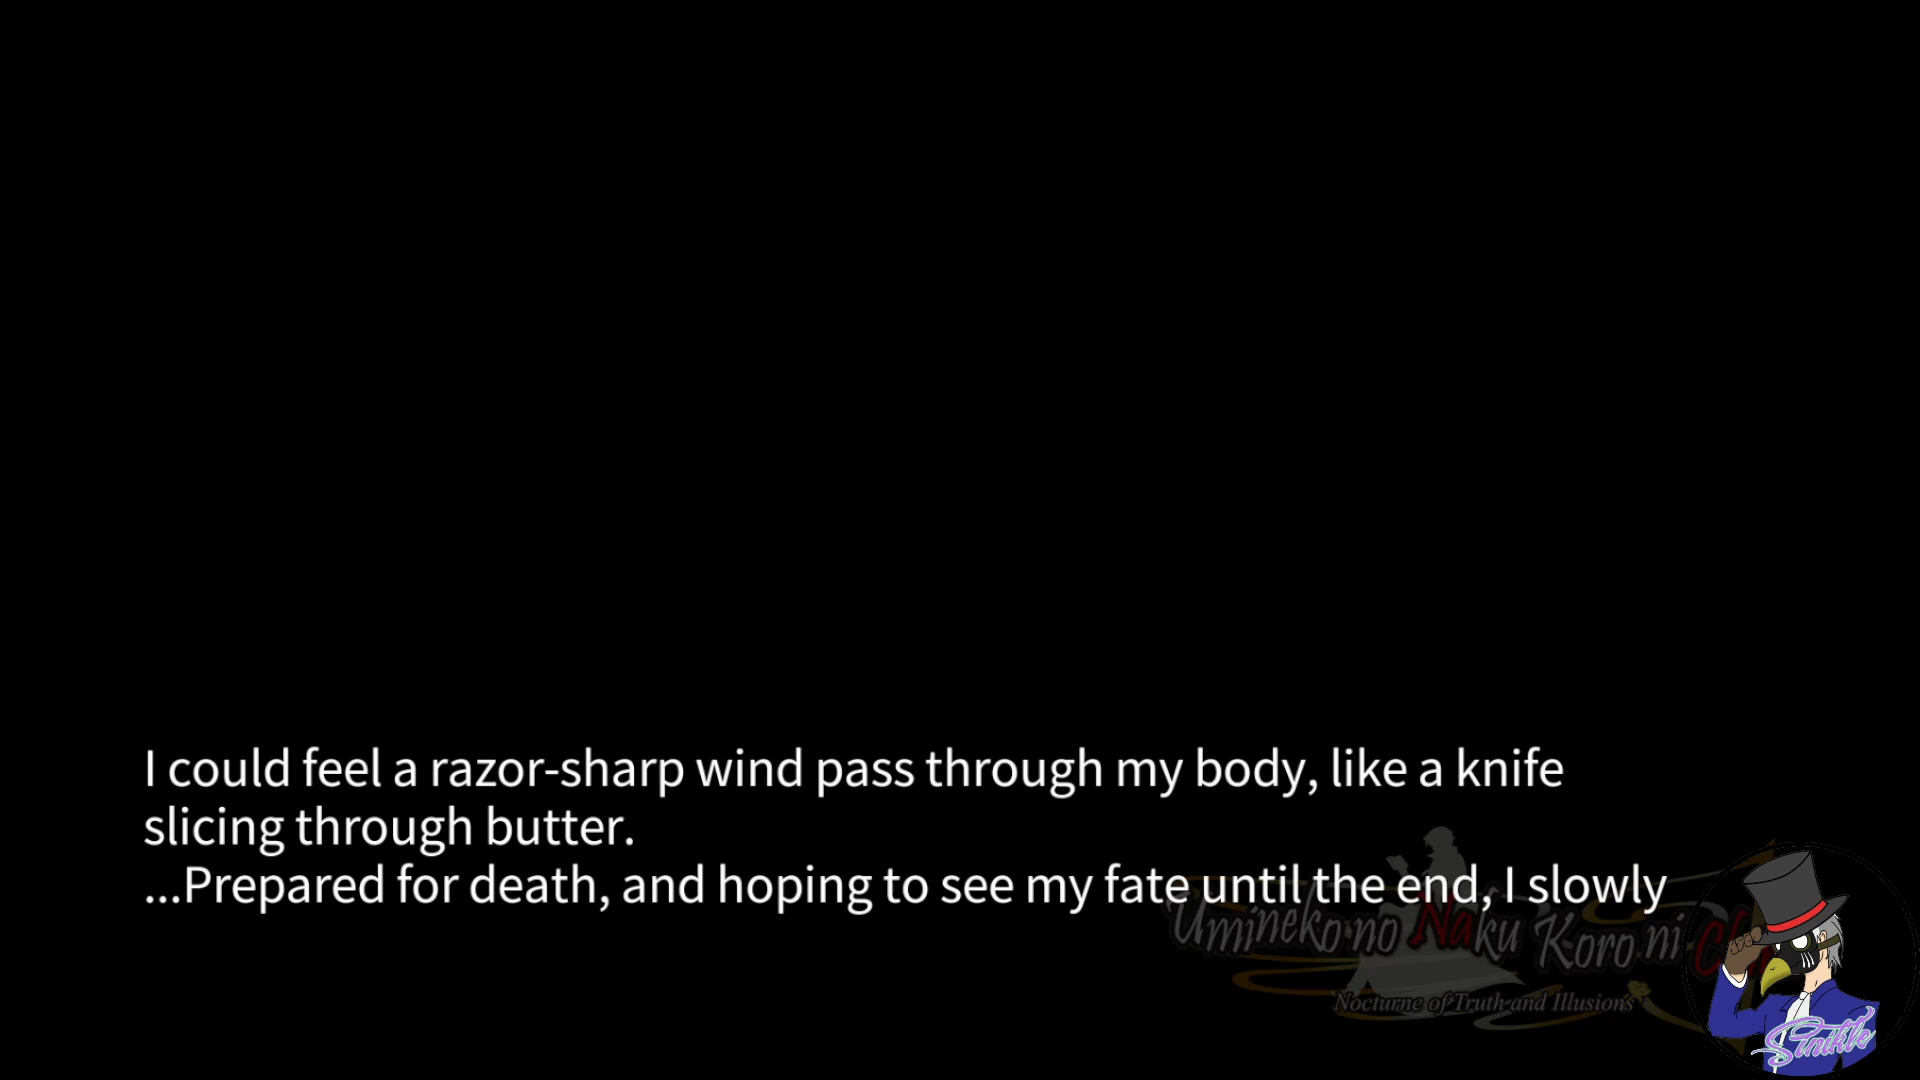 I could feel a razor-sharp wind pass through my body, like a knife
slicing through butter.
...Prepared for death, and hoping to see my fate until the end, I slowly
Umineko no Naku Koro ni
Nocturne of Truth and Illusions
Sinikle